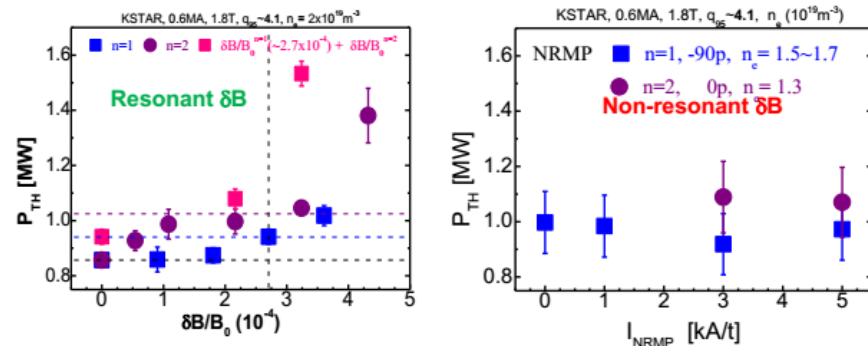 KSTAR, 0.6MA, 1.8T, q95~4.1, ne = 2x10^19m^-3
n=1 n=2 δB/B0^n=1(~2.7x10^-4) + δB/B0^n=2
Resonant δB
1.6
1.4
1.2
1.0
0.8
PTH [MW]
0 1 2 3 4 5
δB/B0 (10^-4)
KSTAR, 0.6MA, 1.8T, q95~4.1, ne (10^19m^-3)
NRMP n=1, -90p, ne = 1.5~1.7
n=2, 0p, ne = 1.3
Non-resonant δB
1.6
1.4
1.2
1.0
0.8
PTH [MW]
0 1 2 3 4 5
INRMP [kA/t]